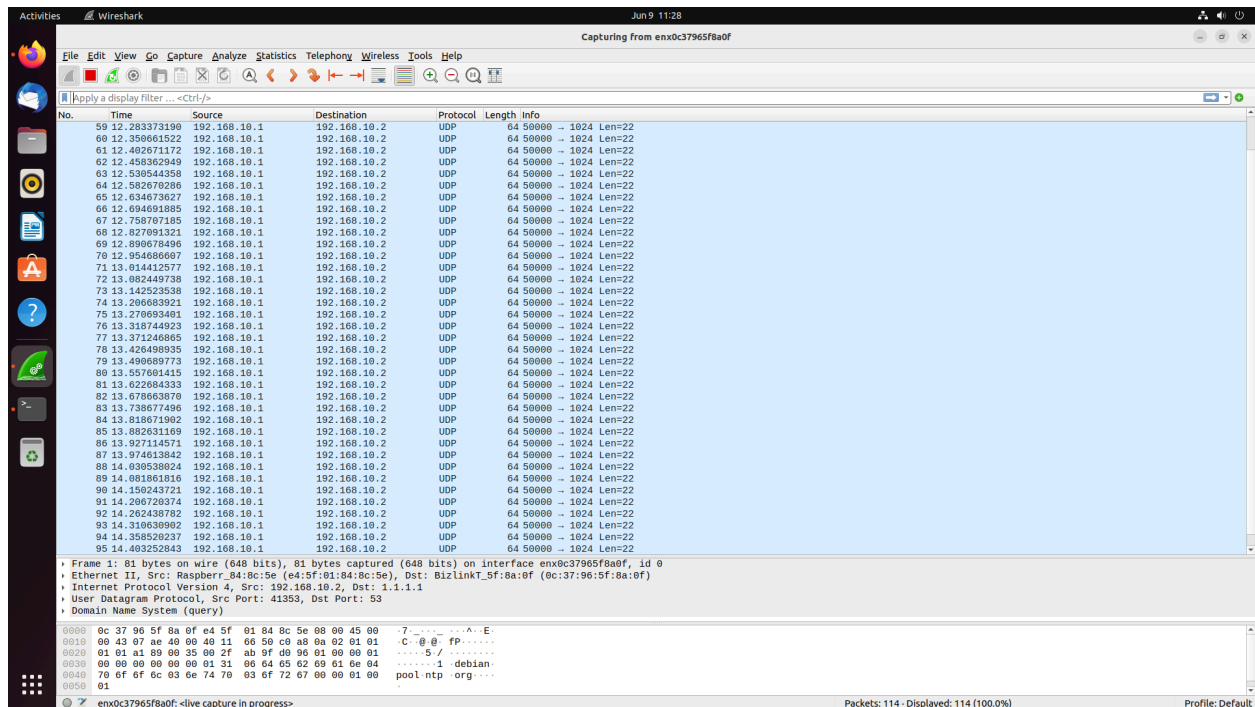 Activities Wireshark Jun 9 11:28
Capturing from enx0c37965f8a0f
File Edit View Go Capture Analyze Statistics Telephony Wireless Tools Help
Apply a display filter … <Ctrl-/>
No. Time Source Destination Protocol Length Info
59 12.283373190 192.168.10.1 192.168.10.2 UDP 64 50000 → 1024 Len=22
60 12.350661522 192.168.10.1 192.168.10.2 UDP 64 50000 → 1024 Len=22
61 12.402671172 192.168.10.1 192.168.10.2 UDP 64 50000 → 1024 Len=22
62 12.458362949 192.168.10.1 192.168.10.2 UDP 64 50000 → 1024 Len=22
63 12.530544358 192.168.10.1 192.168.10.2 UDP 64 50000 → 1024 Len=22
64 12.582670286 192.168.10.1 192.168.10.2 UDP 64 50000 → 1024 Len=22
65 12.634673627 192.168.10.1 192.168.10.2 UDP 64 50000 → 1024 Len=22
66 12.694691885 192.168.10.1 192.168.10.2 UDP 64 50000 → 1024 Len=22
67 12.758707185 192.168.10.1 192.168.10.2 UDP 64 50000 → 1024 Len=22
68 12.827091321 192.168.10.1 192.168.10.2 UDP 64 50000 → 1024 Len=22
69 12.890678496 192.168.10.1 192.168.10.2 UDP 64 50000 → 1024 Len=22
70 12.954686607 192.168.10.1 192.168.10.2 UDP 64 50000 → 1024 Len=22
71 13.014412577 192.168.10.1 192.168.10.2 UDP 64 50000 → 1024 Len=22
72 13.082449738 192.168.10.1 192.168.10.2 UDP 64 50000 → 1024 Len=22
73 13.142523538 192.168.10.1 192.168.10.2 UDP 64 50000 → 1024 Len=22
74 13.206683921 192.168.10.1 192.168.10.2 UDP 64 50000 → 1024 Len=22
75 13.270693401 192.168.10.1 192.168.10.2 UDP 64 50000 → 1024 Len=22
76 13.318744923 192.168.10.1 192.168.10.2 UDP 64 50000 → 1024 Len=22
77 13.371246865 192.168.10.1 192.168.10.2 UDP 64 50000 → 1024 Len=22
78 13.426498935 192.168.10.1 192.168.10.2 UDP 64 50000 → 1024 Len=22
79 13.490689773 192.168.10.1 192.168.10.2 UDP 64 50000 → 1024 Len=22
80 13.557601415 192.168.10.1 192.168.10.2 UDP 64 50000 → 1024 Len=22
81 13.622684333 192.168.10.1 192.168.10.2 UDP 64 50000 → 1024 Len=22
82 13.678663870 192.168.10.1 192.168.10.2 UDP 64 50000 → 1024 Len=22
83 13.738677496 192.168.10.1 192.168.10.2 UDP 64 50000 → 1024 Len=22
84 13.818671902 192.168.10.1 192.168.10.2 UDP 64 50000 → 1024 Len=22
85 13.882631169 192.168.10.1 192.168.10.2 UDP 64 50000 → 1024 Len=22
86 13.927114571 192.168.10.1 192.168.10.2 UDP 64 50000 → 1024 Len=22
87 13.974613842 192.168.10.1 192.168.10.2 UDP 64 50000 → 1024 Len=22
88 14.030538024 192.168.10.1 192.168.10.2 UDP 64 50000 → 1024 Len=22
89 14.081861816 192.168.10.1 192.168.10.2 UDP 64 50000 → 1024 Len=22
90 14.150243721 192.168.10.1 192.168.10.2 UDP 64 50000 → 1024 Len=22
91 14.206720374 192.168.10.1 192.168.10.2 UDP 64 50000 → 1024 Len=22
92 14.262438782 192.168.10.1 192.168.10.2 UDP 64 50000 → 1024 Len=22
93 14.310630902 192.168.10.1 192.168.10.2 UDP 64 50000 → 1024 Len=22
94 14.358520237 192.168.10.1 192.168.10.2 UDP 64 50000 → 1024 Len=22
95 14.403252843 192.168.10.1 192.168.10.2 UDP 64 50000 → 1024 Len=22
Frame 1: 81 bytes on wire (648 bits), 81 bytes captured (648 bits) on interface enx0c37965f8a0f, id 0
Ethernet II, Src: Raspberr_84:8c:5e (e4:5f:01:84:8c:5e), Dst: BizlinkT_5f:8a:0f (0c:37:96:5f:8a:0f)
Internet Protocol Version 4, Src: 192.168.10.2, Dst: 1.1.1.1
User Datagram Protocol, Src Port: 41353, Dst Port: 53
Domain Name System (query)
0000 0c 37 96 5f 8a 0f e4 5f 01 84 8c 5e 08 00 45 00 ·7·_···_ ···^··E·
0010 00 43 07 ae 40 00 40 11 66 50 c0 a8 0a 02 01 01 ·C··@·@· fP······
0020 01 01 a1 89 00 35 00 2f ab 9f d0 96 01 00 00 01 ·····5·/ ········
0030 00 00 00 00 00 00 01 31 06 64 65 62 69 61 6e 04 ·······1 ·debian·
0040 70 6f 6f 6c 03 6e 74 70 03 6f 72 67 00 00 01 00 pool·ntp ·org····
0050 01 ·
enx0c37965f8a0f: <live capture in progress> Packets: 114 · Displayed: 114 (100.0%) Profile: Default